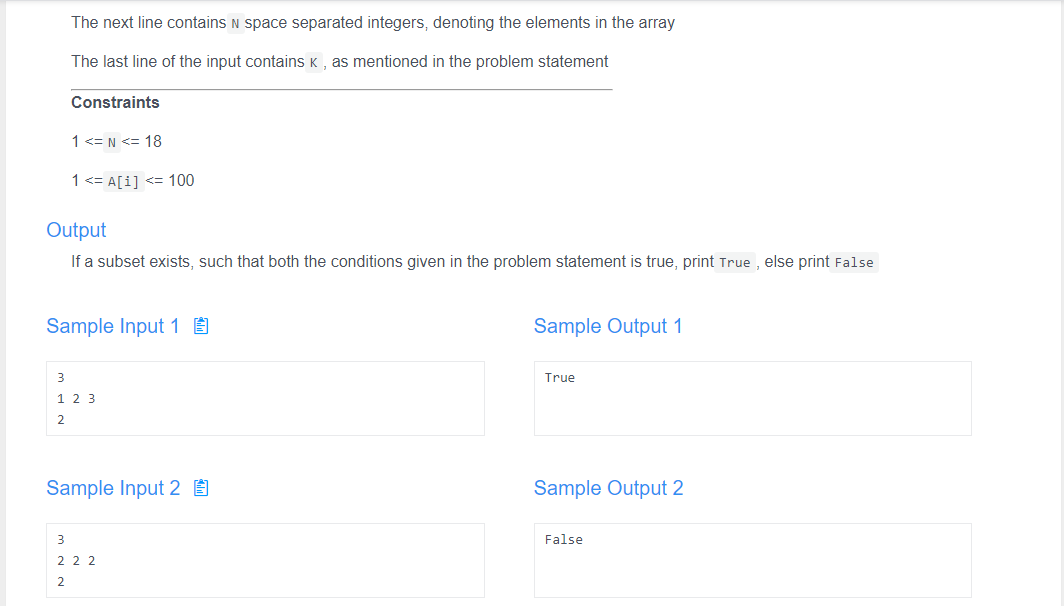 The next line contains N space separated integers, denoting the elements in the array
The last line of the input contains K , as mentioned in the problem statement
Constraints
1 <= N <= 18
1 <= A[i] <= 100
Output
If a subset exists, such that both the conditions given in the problem statement is true, print True , else print False
Sample Input 1
Sample Output 1
3
1 2 3
2
True
Sample Input 2
Sample Output 2
3
2 2 2
2
False